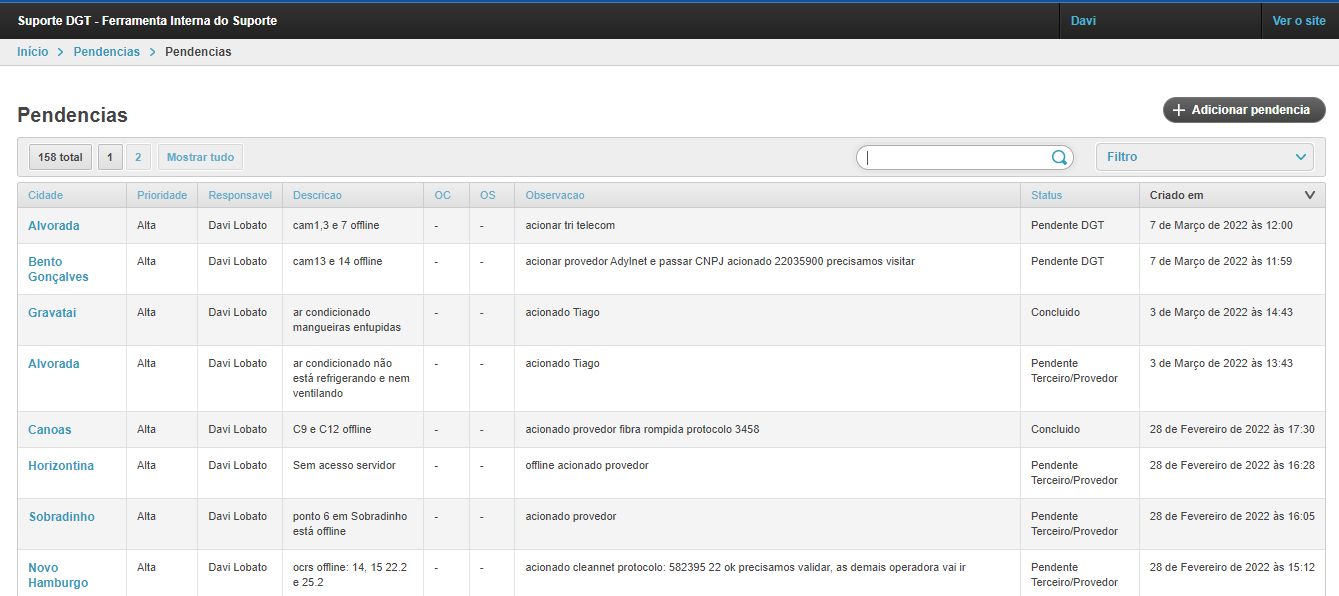 Suporte DGT - Ferramenta Interna do Suporte
Davi
Ver o site
Início > Pendencias > Pendencias
Pendencias
+ Adicionar pendencia
158 total 1 2 Mostrar tudo
Filtro
Cidade Prioridade Responsavel Descricao OC OS Observacao Status Criado em
Alvorada Alta Davi Lobato cam1,3 e 7 offline - - acionar tri telecom Pendente DGT 7 de Março de 2022 às 12:00
Bento Alta Davi Lobato cam13 e 14 offline - - acionar provedor Adylnet e passar CNPJ acionado 22035900 precisamos visitar Pendente DGT 7 de Março de 2022 às 11:59
Gonçalves
Gravatai Alta Davi Lobato ar condicionado - - acionado Tiago Concluido 3 de Março de 2022 às 14:43
mangueiras entupidas
Alvorada Alta Davi Lobato ar condicionado não - - acionado Tiago Pendente 3 de Março de 2022 às 13:43
está refrigerando e nem Terceiro/Provedor
ventilando
Canoas Alta Davi Lobato C9 e C12 offline - - acionado provedor fibra rompida protocolo 3458 Concluido 28 de Fevereiro de 2022 às 17:30
Horizontina Alta Davi Lobato Sem acesso servidor - - offline acionado provedor Pendente 28 de Fevereiro de 2022 às 16:28
Terceiro/Provedor
Sobradinho Alta Davi Lobato ponto 6 em Sobradinho - - acionado provedor Pendente 28 de Fevereiro de 2022 às 16:05
está offline Terceiro/Provedor
Novo Alta Davi Lobato ocrs offline: 14, 15 22.2 - - acionado cleannet protocolo: 582395 22 ok precisamos validar, as demais operadora vai ir Pendente 28 de Fevereiro de 2022 às 15:12
Hamburgo e 25.2 Terceiro/Provedor